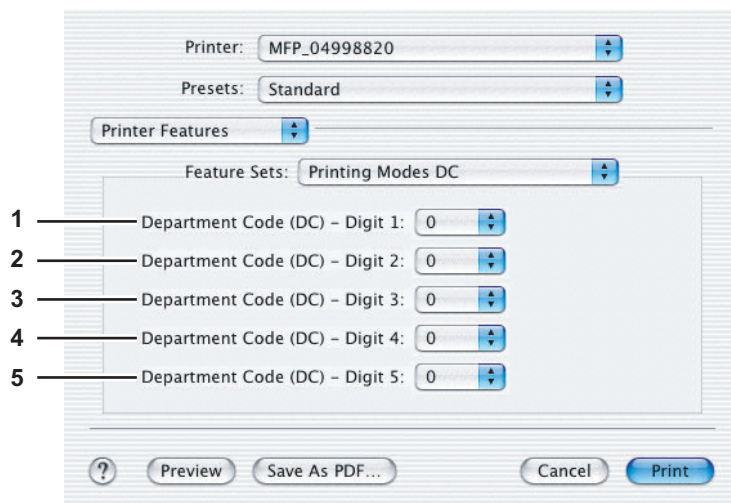 Printer: MFP_04998820
Presets: Standard
Printer Features
Feature Sets: Printing Modes DC
1 Department Code (DC) – Digit 1: 0
2 Department Code (DC) – Digit 2: 0
3 Department Code (DC) – Digit 3: 0
4 Department Code (DC) – Digit 4: 0
5 Department Code (DC) – Digit 5: 0
? Preview Save As PDF... Cancel Print